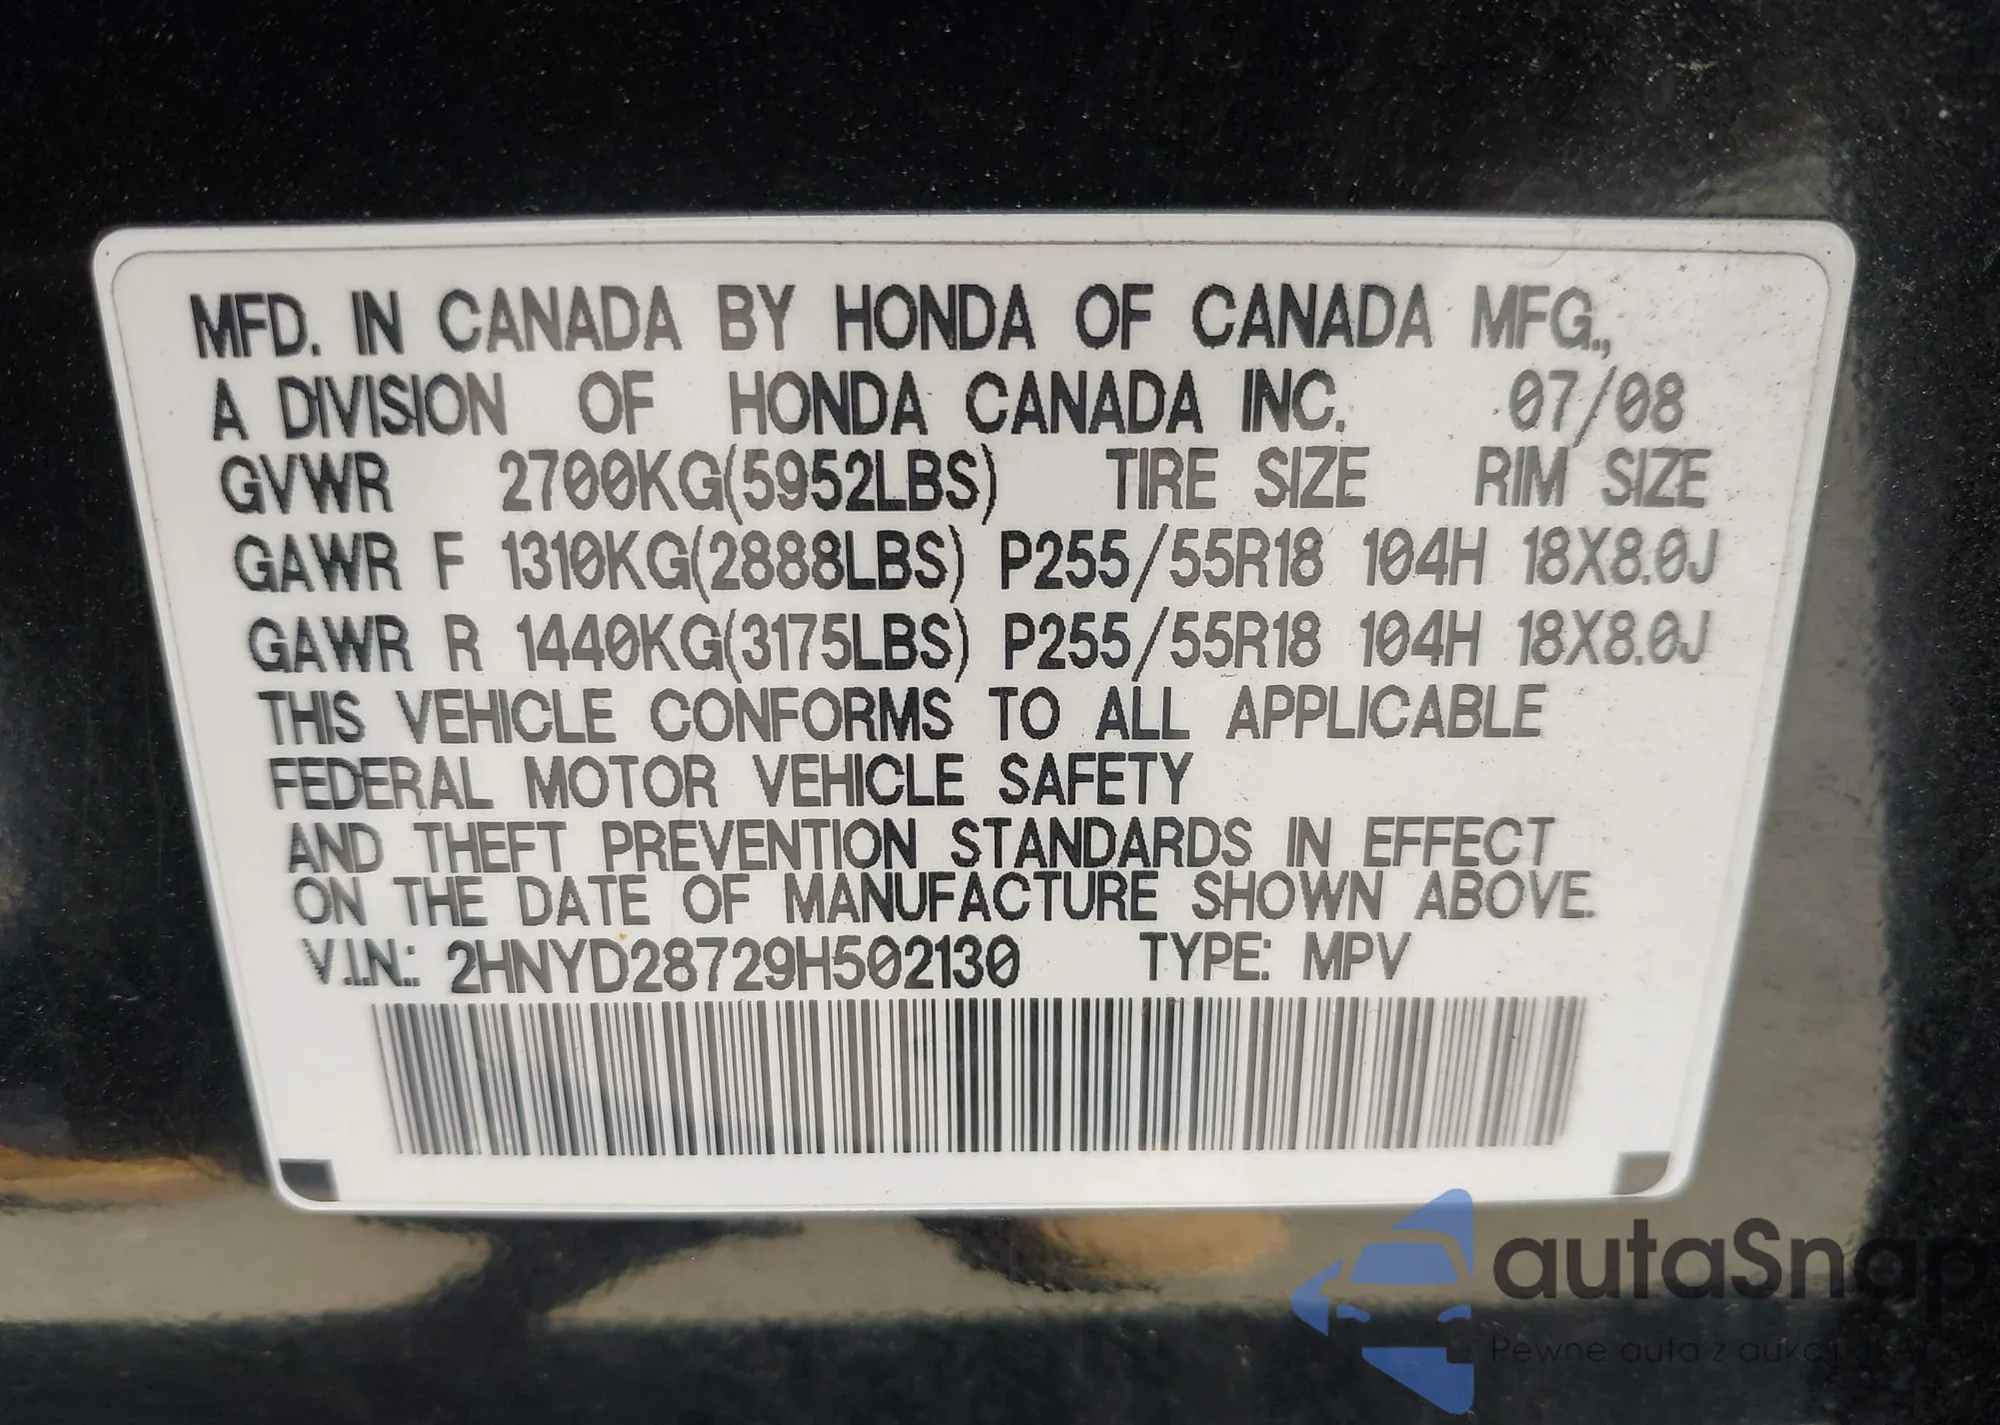 MFD. IN CANADA BY HONDA OF CANADA MFG.,
A DIVISION OF HONDA CANADA INC. 07/08
GVWR 2700KG(5952LBS) TIRE SIZE RIM SIZE
GAWR F 1310KG(2888LBS) P255/55R18 104H 18X8.0J
GAWR R 1440KG(3175LBS) P255/55R18 104H 18X8.0J
THIS VEHICLE CONFORMS TO ALL APPLICABLE
FEDERAL MOTOR VEHICLE SAFETY
AND THEFT PREVENTION STANDARDS IN EFFECT
ON THE DATE OF MANUFACTURE SHOWN ABOVE.
V.I.N.: 2HNYD28729H502130 TYPE: MPV
autaSnap
Pewne auta z aukcji